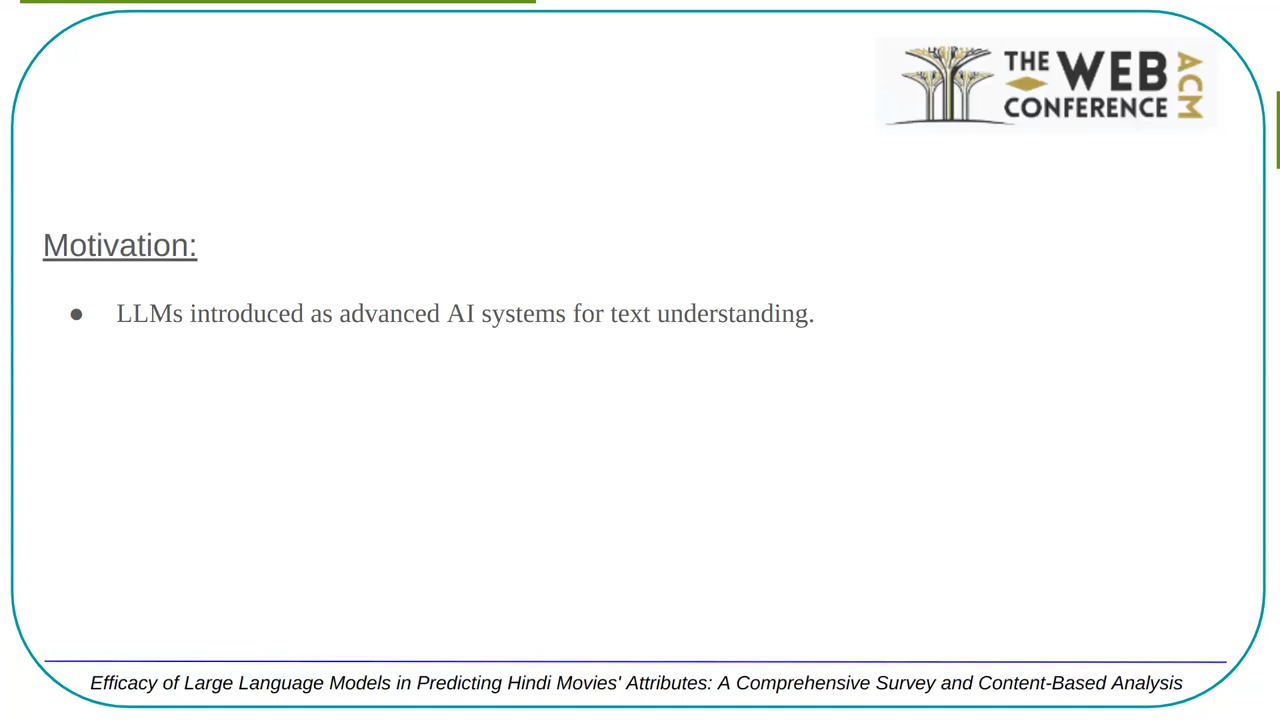 THE WEB
CONFERENCE
ACM
Motivation:
● LLMs introduced as advanced AI systems for text understanding.
Efficacy of Large Language Models in Predicting Hindi Movies' Attributes: A Comprehensive Survey and Content-Based Analysis